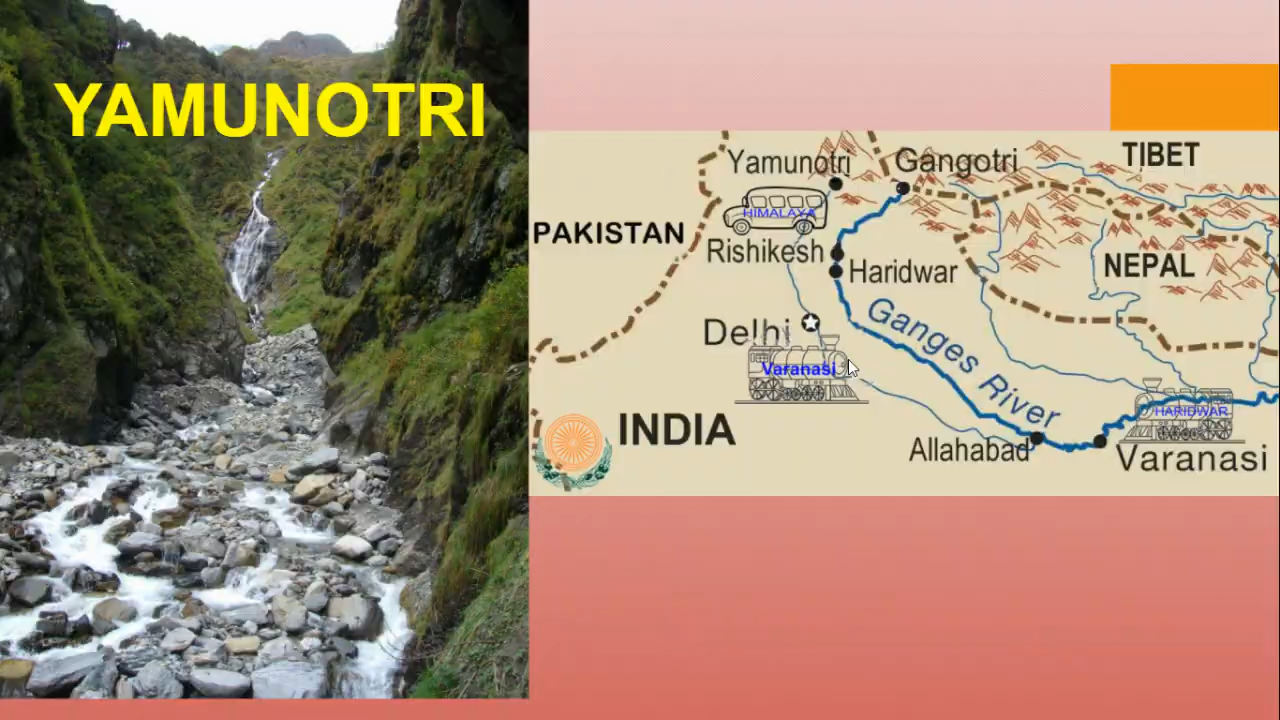 YAMUNOTRI
Yamunotri
Gangotri
TIBET
HIMALAYA
PAKISTAN
Rishikesh
Haridwar
NEPAL
Delhi
Ganges River
Varanasi
HARIDWAR
INDIA
Allahabad
Varanasi